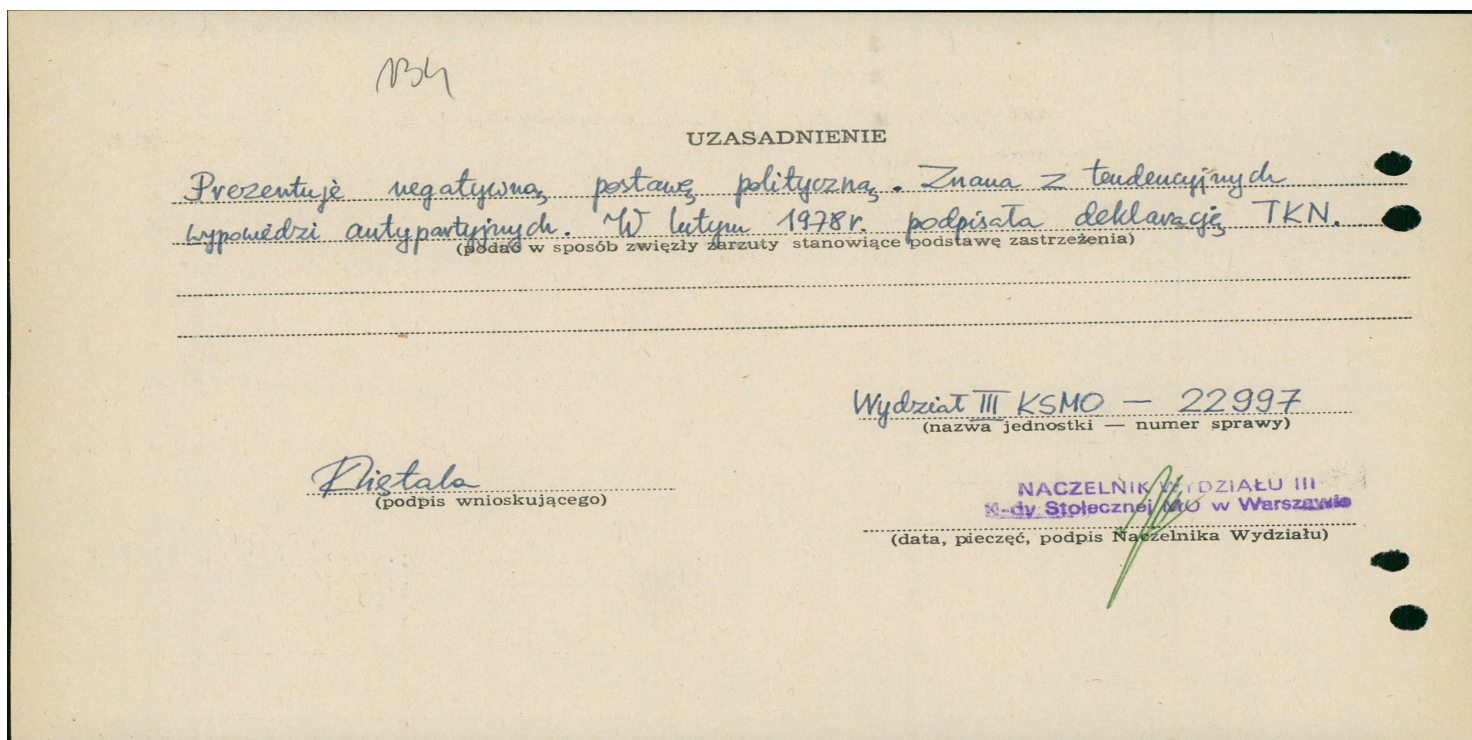 134
UZASADNIENIE
Prezentuje negatywną postawę polityczną. Znana z tendencyjnych
wypowiedzi antypartyjnych. W lutym 1978r. podpisała deklarację TKN.
(podać w sposób zwięzły zarzuty stanowiące podstawę zastrzeżenia)
Wydział III KSMO — 22997
(nazwa jednostki — numer sprawy)
(podpis wnioskującego)
NACZELNIK WYDZIAŁU III
K-dy Stołecznej MO w Warszawie
(data, pieczęć, podpis Naczelnika Wydziału)